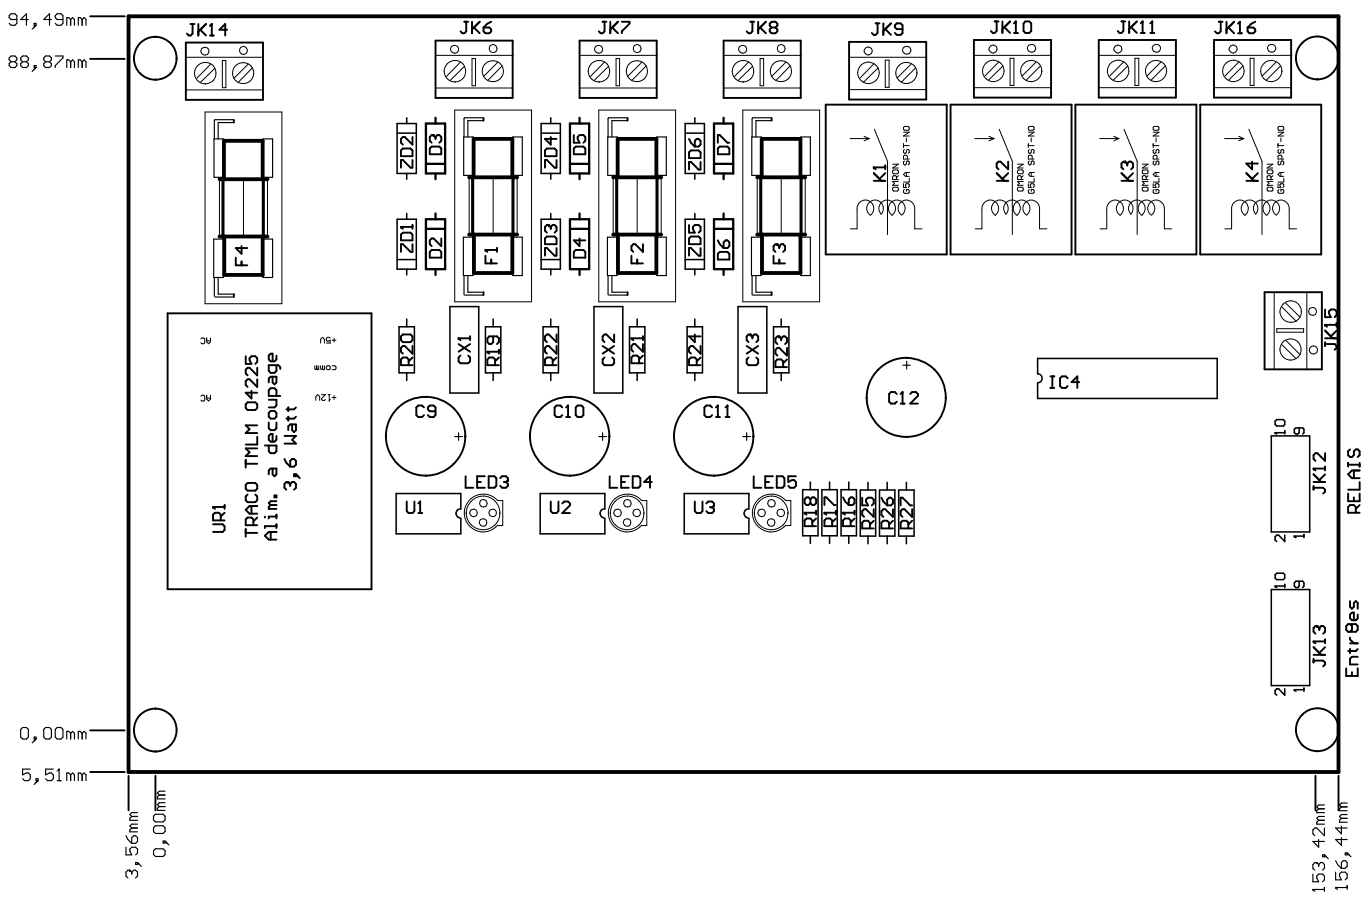 94,49mm
88,87mm
JK14
JK6
JK7
JK8
JK9
JK10
JK11
JK16
ZD2
D3
ZD4
D5
ZD6
D7
K1
OMRON
G5LA SPST-NO
K2
OMRON
G5LA SPST-NO
K3
OMRON
G5LA SPST-NO
K4
OMRON
G5LA SPST-NO
F4
ZD1
D2
F1
ZD3
D4
F2
ZD5
D6
F3
JK15
AC
+5V
comm
AC
+12V
UR1
TRACO TMLM 04225
Alim. a decoupage
3,6 Watt
R20
CX1
R19
R22
CX2
R21
R24
CX3
R23
IC4
C9
C10
C11
C12
10
9
JK12
RELAIS
2
1
LED3
LED4
LED5
U1
U2
U3
R18
R17
R16
R25
R26
R27
10
9
JK13
Entrθes
2
1
0,00mm
5,51mm
3,56mm
0,00mm
153,42mm
156,44mm